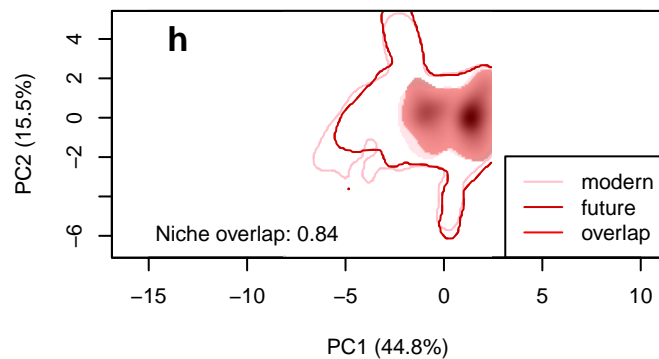 h
4
2
0
−2
−6
PC2 (15.5%)
Niche overlap: 0.84
modern
future
overlap
−15 −10 −5 0 5 10
PC1 (44.8%)